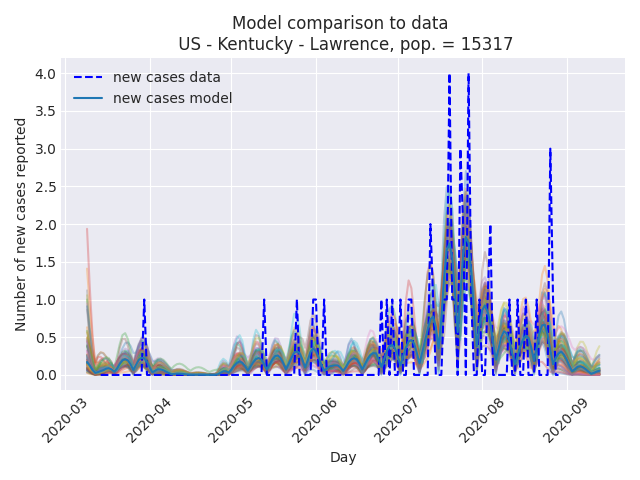 Model comparison to data
US - Kentucky - Lawrence, pop. = 15317
new cases data
new cases model
Number of new cases reported
4.0
3.5
3.0
2.5
2.0
1.5
1.0
0.5
0.0
2020-03
2020-04
2020-05
2020-06
2020-07
2020-08
2020-09
Day